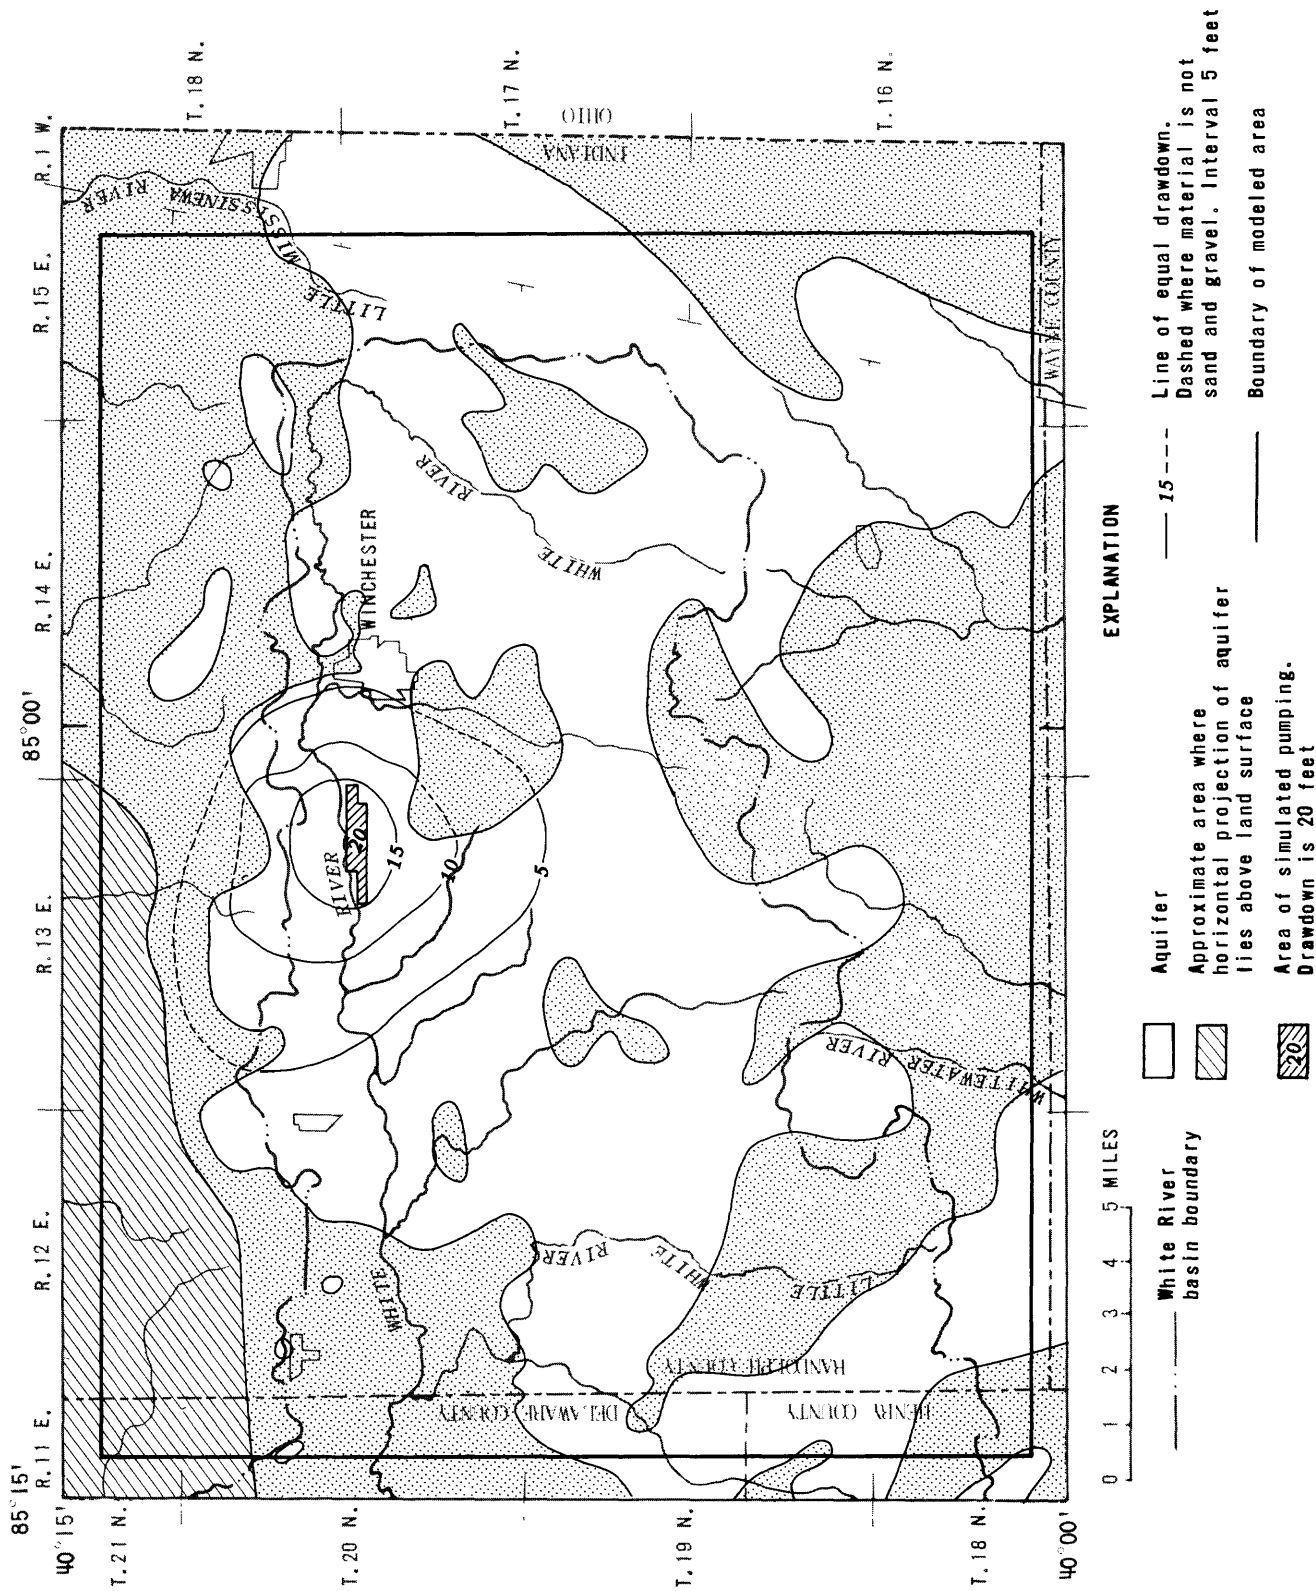 85°15'
85°00'
R.11 E.
R.12 E.
R.13 E.
R.14 E.
R.15 E.
R.1 W.
40°15'
T.21 N.
T.20 N.
T.19 N.
T.18 N.
40°00'
T.18 N.
T.17 N.
T.16 N.
MISSISSINEWA
RIVER
LITTLE
INDIANA
OHIO
WINCHESTER
RIVER
WHITE
RIVER
20
15
10
5
WHITE
RIVER
WHITE
LITTLE
WHITEWATER
RIVER
DELAWARE COUNTY
RANDOLPH COUNTY
HENRY COUNTY
WAYNE COUNTY
0 1 2 3 4 5 MILES
EXPLANATION
White River
basin boundary
Aquifer
Approximate area where
horizontal projection of aquifer
lies above land surface
20
Area of simulated pumping.
Drawdown is 20 feet
15
Line of equal drawdown.
Dashed where material is not
sand and gravel. Interval 5 feet
Boundary of modeled area